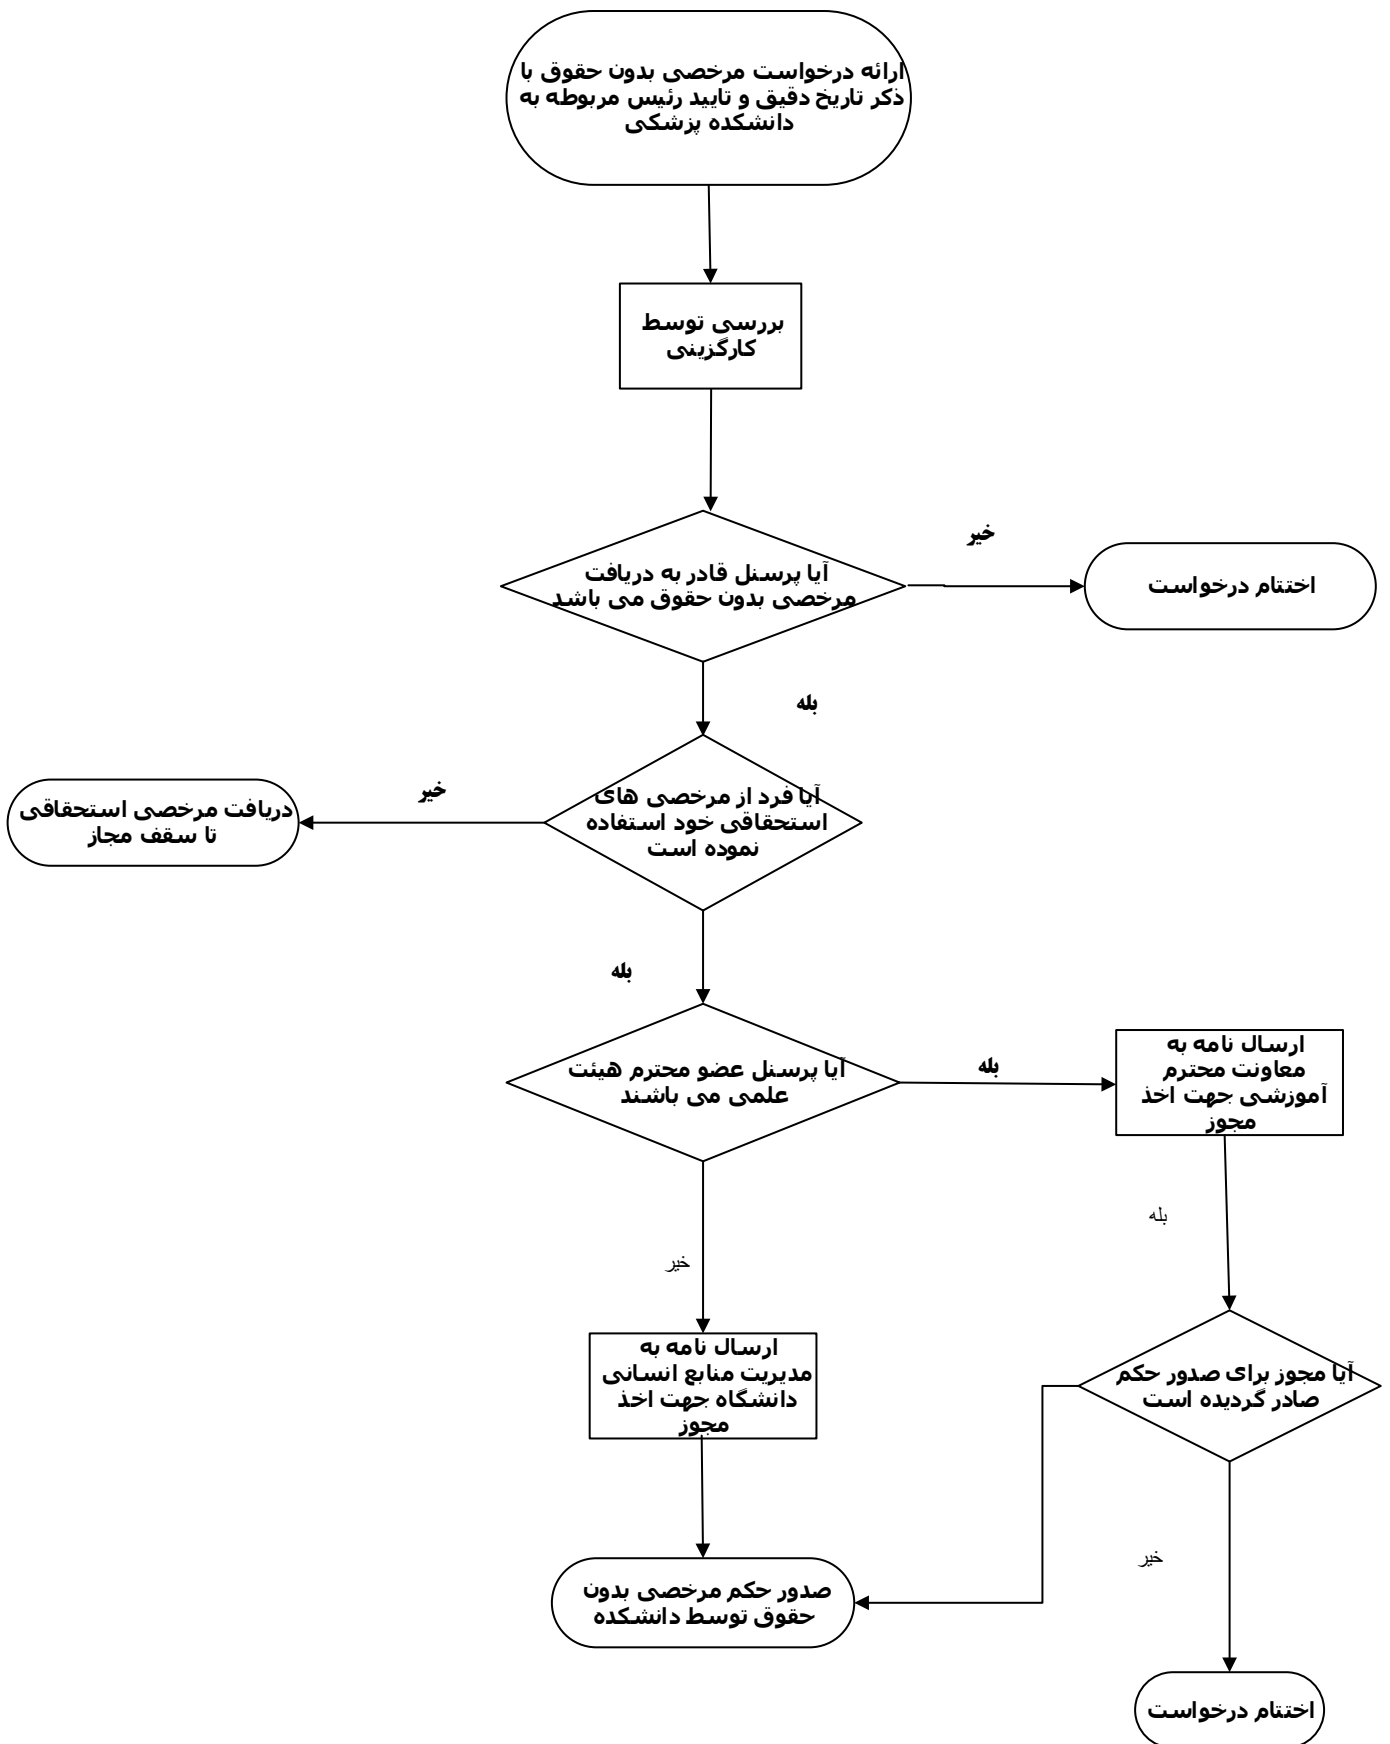 ارائه درخواست مرخصی بدون حقوق با
ذکر تاریخ دقیق و تایید رئیس مربوطه به
دانشکده پزشکی
بررسی توسط
کارگزینی
آیا پرسنل قادر به دریافت
مرخصی بدون حقوق می باشد
خیر
اختتام درخواست
بله
آیا فرد از مرخصی های
استحقاقی خود استفاده
نموده است
خیر
دریافت مرخصی استحقاقی
تا سقف مجاز
بله
آیا پرسنل عضو محترم هیئت
علمی می باشند
بله
ارسال نامه به
معاونت محترم
آموزشی جهت اخذ
مجوز
بله
خیر
ارسال نامه به
مدیریت منابع انسانی
دانشگاه جهت اخذ
مجوز
آیا مجوز برای صدور حکم
صادر گردیده است
خیر
صدور حکم مرخصی بدون
حقوق توسط دانشکده
اختتام درخواست